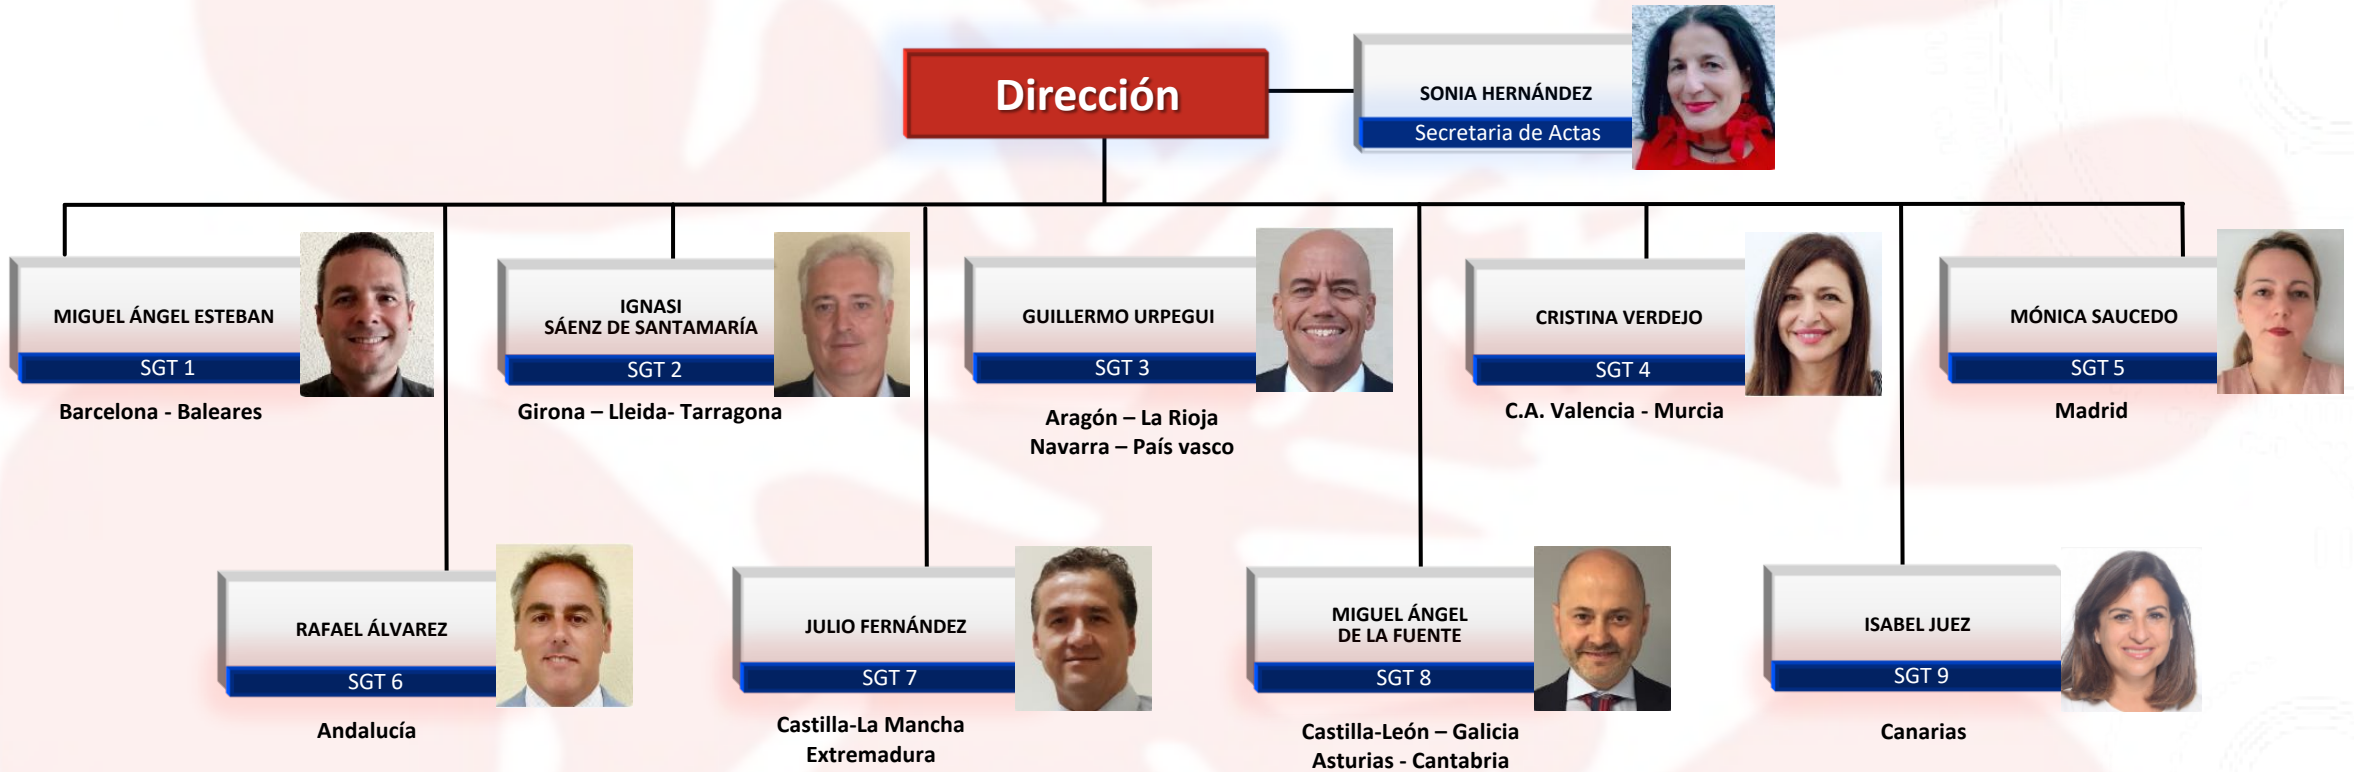 Dirección
SONIA HERNÁNDEZ
Secretaria de Actas
MIGUEL ÁNGEL ESTEBAN
SGT 1
Barcelona - Baleares
IGNASI
SÁENZ DE SANTAMARÍA
SGT 2
Girona – Lleida- Tarragona
GUILLERMO URPEGUI
SGT 3
Aragón – La Rioja
Navarra – País vasco
CRISTINA VERDEJO
SGT 4
C.A. Valencia - Murcia
MÓNICA SAUCEDO
SGT 5
Madrid
RAFAEL ÁLVAREZ
SGT 6
Andalucía
JULIO FERNÁNDEZ
SGT 7
Castilla-La Mancha
Extremadura
MIGUEL ÁNGEL
DE LA FUENTE
SGT 8
Castilla-León – Galicia
Asturias - Cantabria
ISABEL JUEZ
SGT 9
Canarias